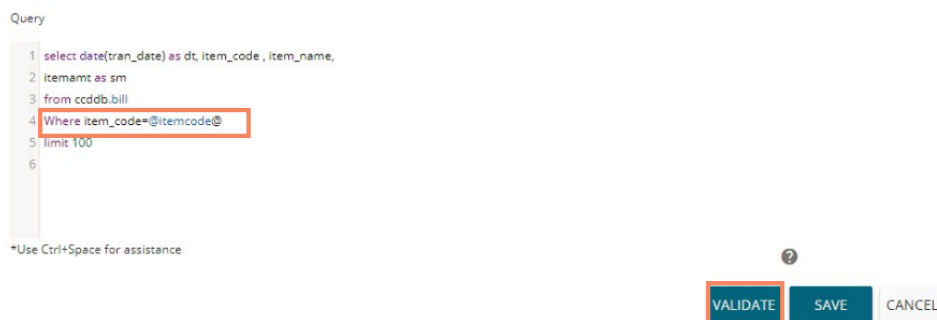 Query
1 select date(tran_date) as dt, item_code , item_name,
2 itemamt as sm
3 from ccddb.bill
4 Where item_code=@itemcode@
5 limit 100
6
*Use Ctrl+Space for assistance
?
VALIDATE SAVE CANCEL